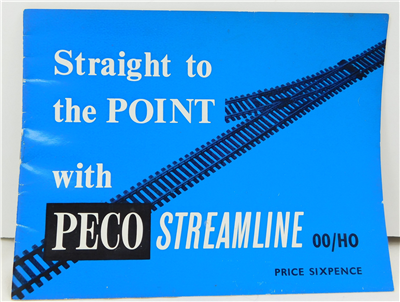 Straight to
the POINT
with
PECO STREAMLINE 00/HO
PRICE SIXPENCE